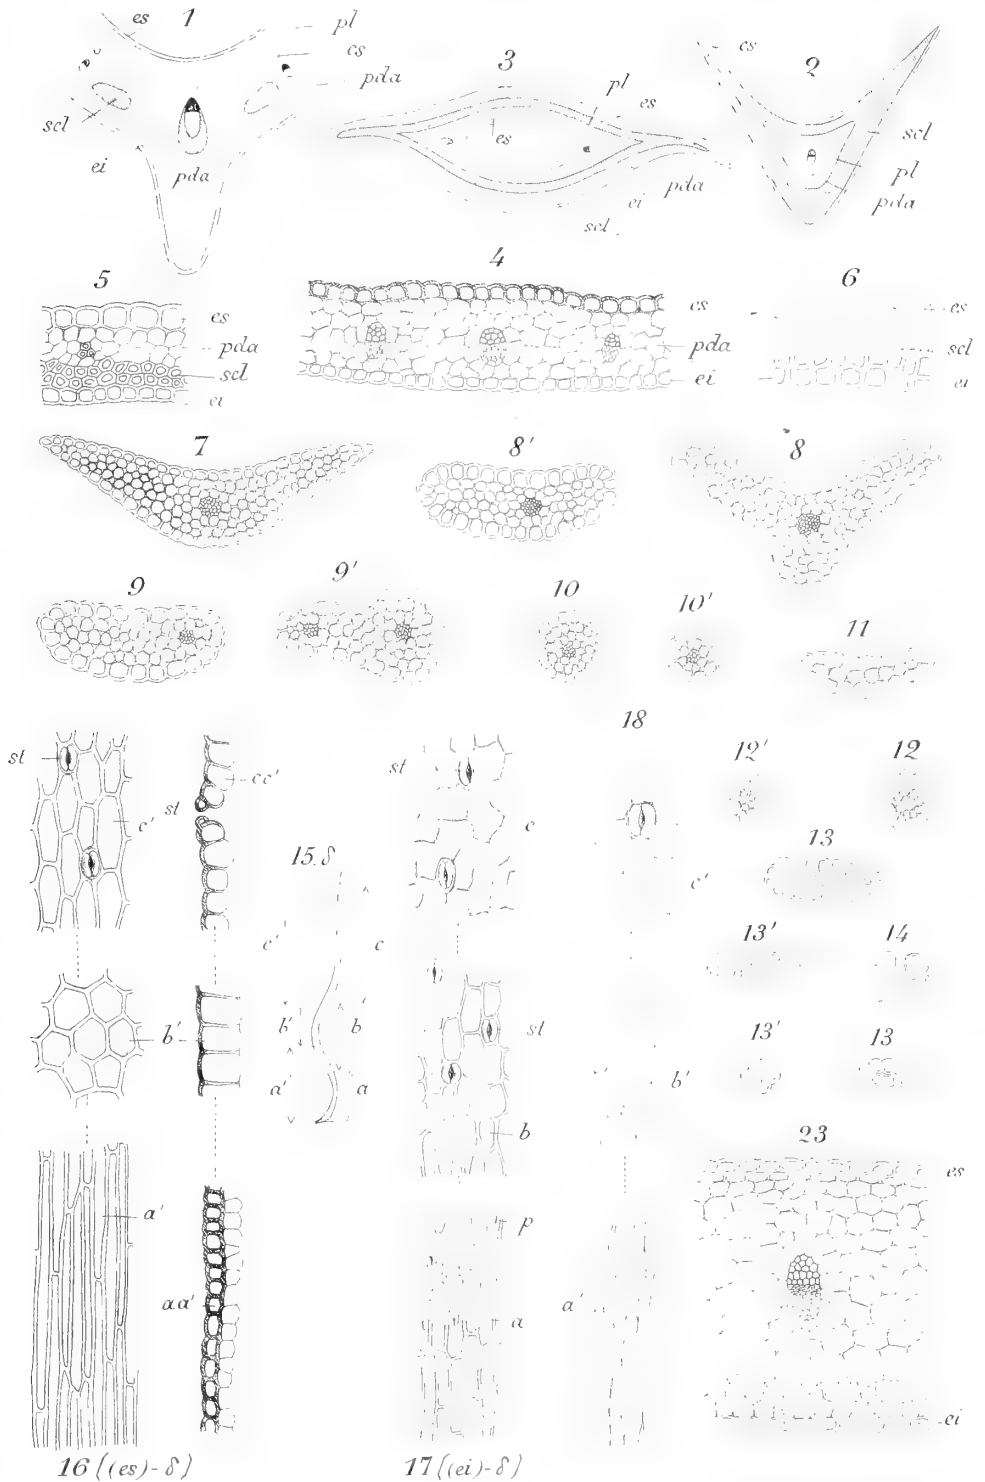 es 1 pl
es
pda
scl
ei
pda
3
pl
es
es
pda
ei
scl
2
es
scl
pl
pda
5
es
pda
scl
ei
4
es
pda
ei
6
es
scl
ei
7
8'
8
9
9'
10
10'
11
st
c'
st
cc'
15.δ
c'
c
b'
b
a'
a
b'
a'
aa'
16 [(es)-δ]
st
c
st
b
p
a
17 [(ei)-δ]
18
c'
b'
a'
12'
12
13
13'
14
13'
13
23
es
ei